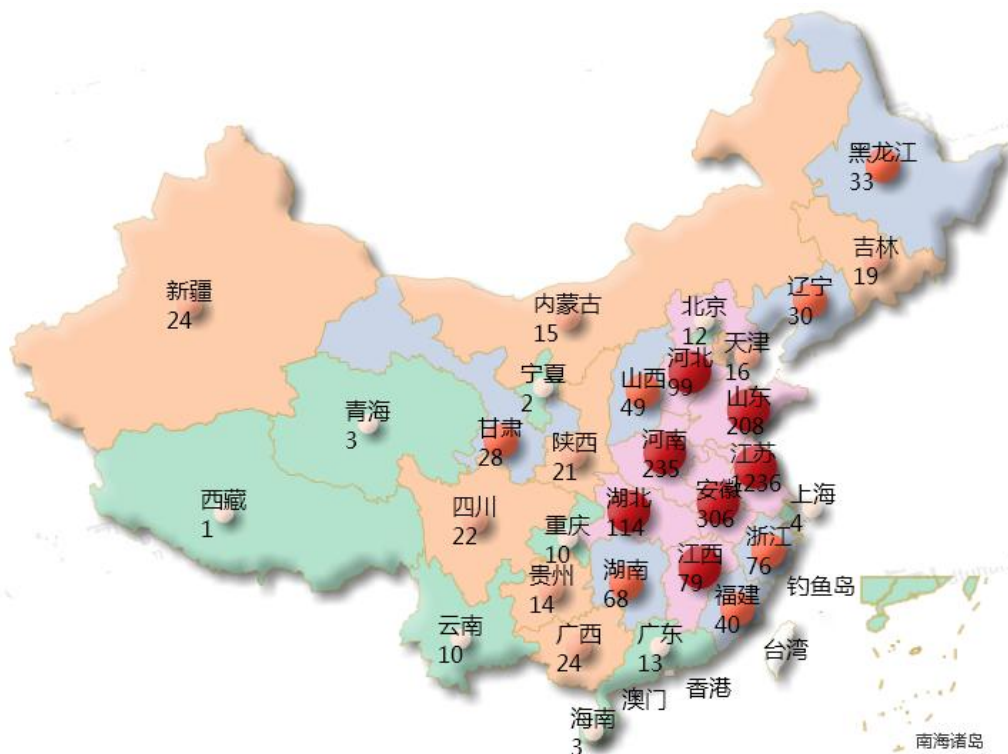 黑龙江
33
吉林
19
辽宁
30
新疆
24
内蒙古
15
北京
12
天津
16
河北
99
宁夏
2
山西
49
山东
208
青海
3
甘肃
28
陕西
21
河南
235
江苏
1236
西藏
1
四川
22
重庆
10
湖北
114
安徽
306
上海
4
浙江
76
贵州
14
湖南
68
江西
79
福建
40
钓鱼岛
云南
10
广西
24
广东
13
台湾
香港
澳门
海南
3
南海诸岛